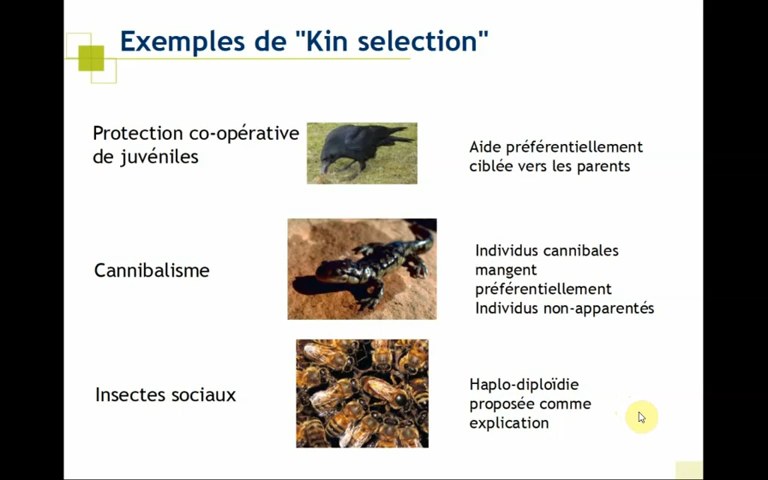 Exemples de "Kin selection"
Protection co-opérative
de juvéniles
Aide préférentiellement
ciblée vers les parents
Cannibalisme
Individus cannibales
mangent
préférentiellement
Individus non-apparentés
Insectes sociaux
Haplo-diploïdie
proposée comme
explication